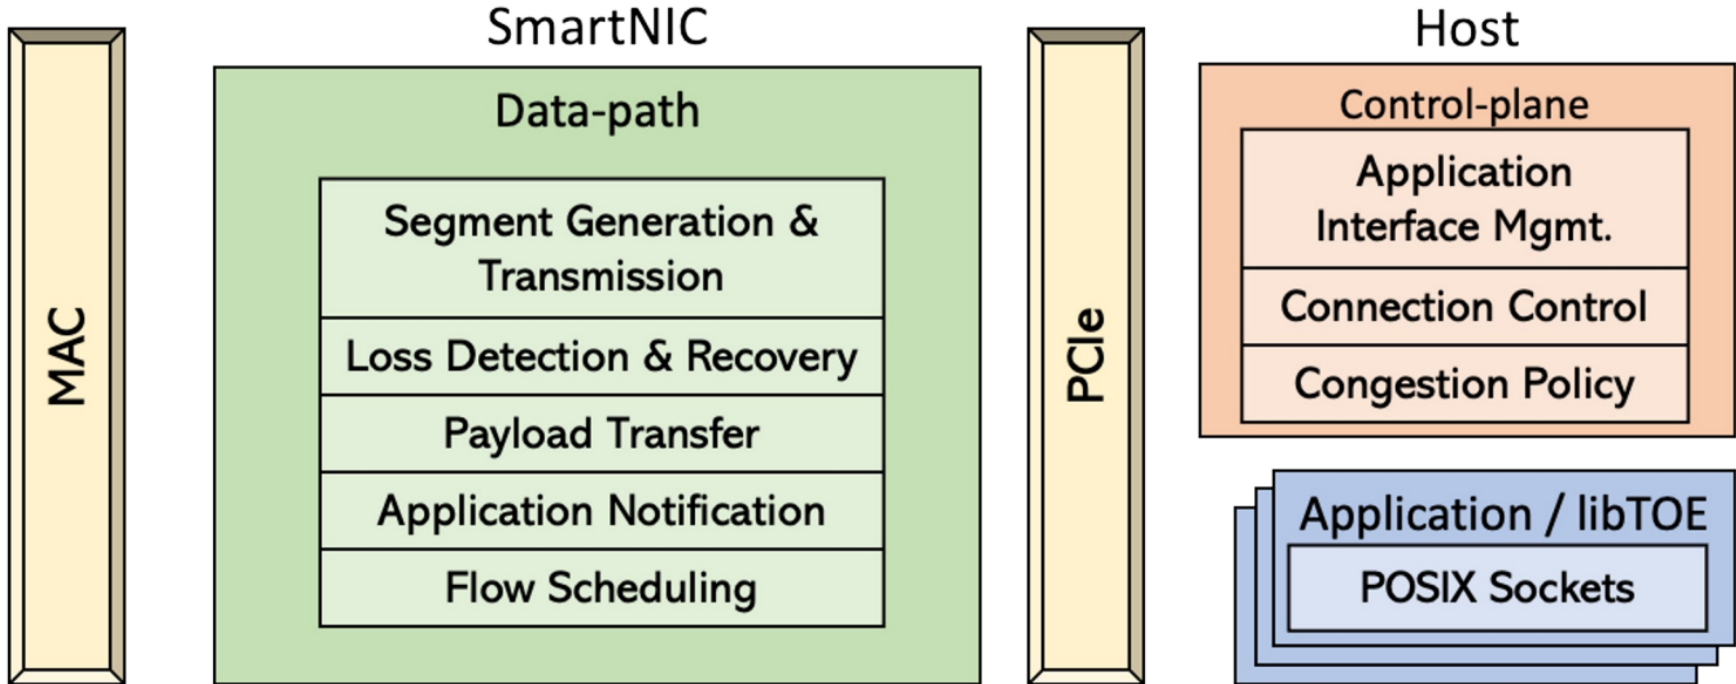 SmartNIC
Host
MAC
Data-path
Segment Generation &
Transmission
Loss Detection & Recovery
Payload Transfer
Application Notification
Flow Scheduling
PCIe
Control-plane
Application
Interface Mgmt.
Connection Control
Congestion Policy
Application / libTOE
POSIX Sockets